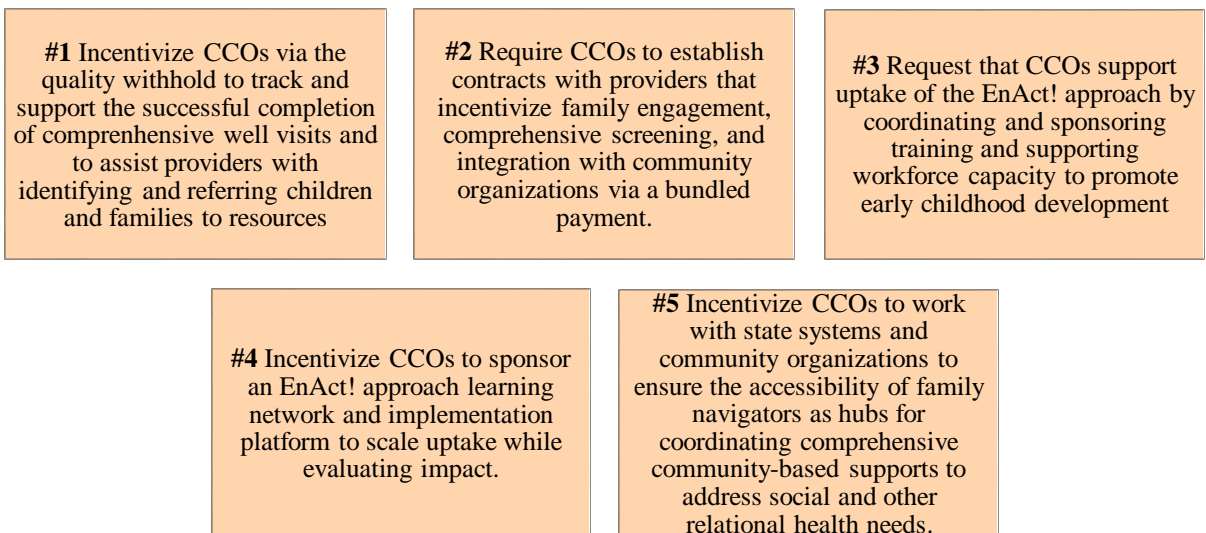 #1 Incentivize CCOs via the
quality withhold to track and
support the successful completion
of comprenhensive well visits and
to assist providers with
identifying and referring children
and families to resources
#2 Require CCOs to establish
contracts with providers that
incentivize family engagement,
comprehensive screening, and
integration with community
organizations via a bundled
payment.
#3 Request that CCOs support
uptake of the EnAct! approach by
coordinating and sponsoring
training and supporting
workforce capacity to promote
early childhood development
#4 Incentivize CCOs to sponsor
an EnAct! approach learning
network and implementation
platform to scale uptake while
evaluating impact.
#5 Incentivize CCOs to work
with state systems and
community organizations to
ensure the accessibility of family
navigators as hubs for
coordinating comprehensive
community-based supports to
address social and other
relational health needs.